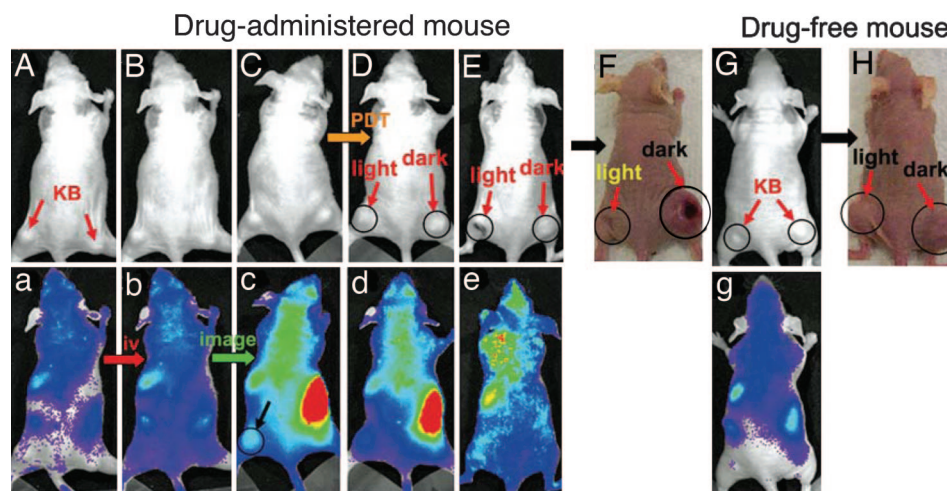 Drug-administered mouse
Drug-free mouse
A
B
C
D
E
F
G
H
PDT
light
dark
light
dark
light
dark
light
dark
KB
KB
a
b
c
d
e
g
iv
image